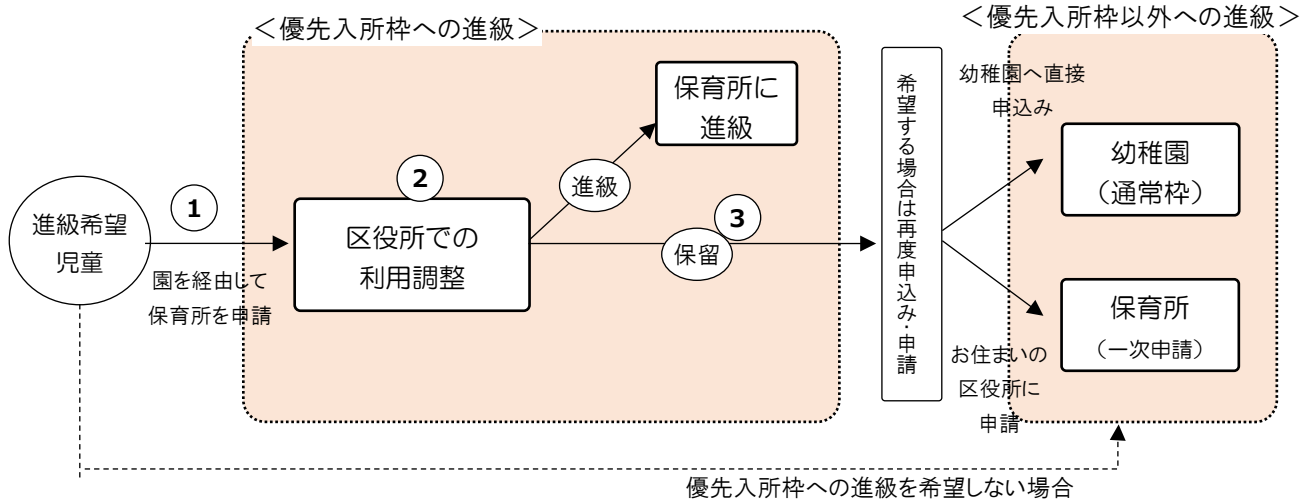 ＜優先入所枠への進級＞
＜優先入所枠以外への進級＞
進級希望
児童
1
園を経由して
保育所を申請
2
区役所での
利用調整
進級
保育所に
進級
3
保留
希望する場合は再度申込み・申請
幼稚園へ直接
申込み
幼稚園
（通常枠）
保育所
（一次申請）
お住まいの
区役所に
申請
優先入所枠への進級を希望しない場合